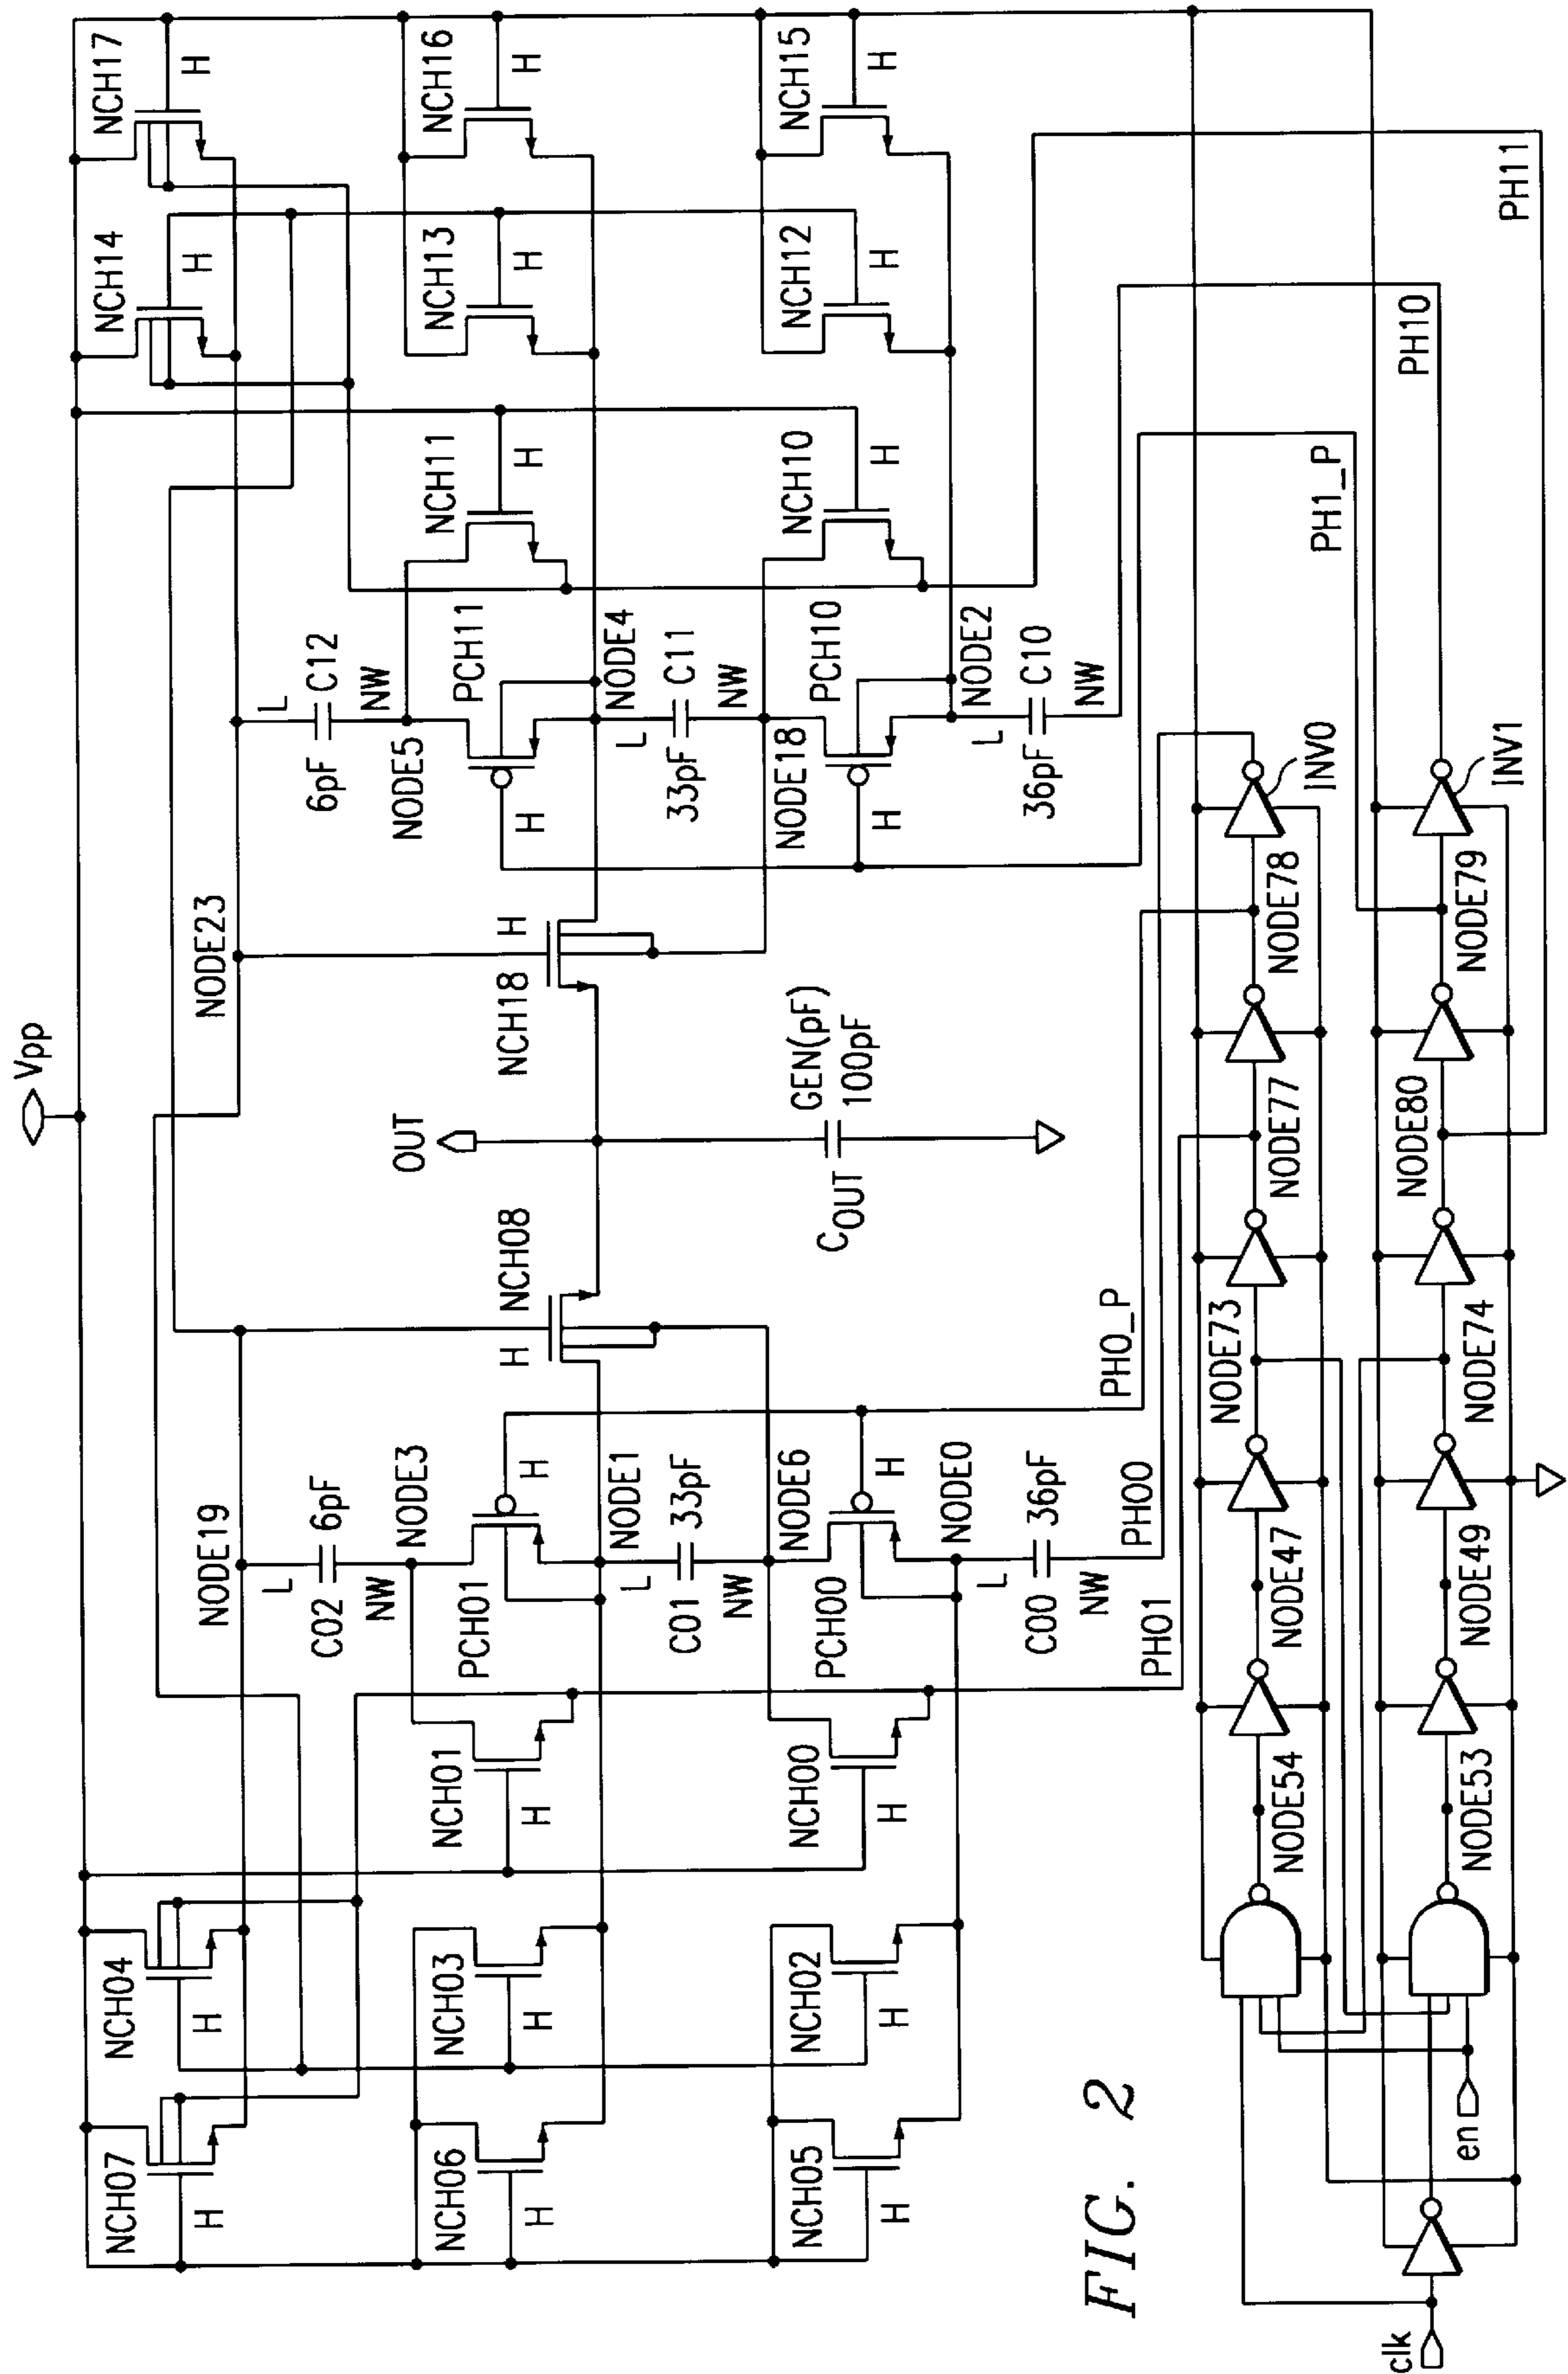 Vpp
NCH17
H
NCH14
H
NCH16
H
NCH13
H
NCH15
H
NCH12
H
NCH11
H
NCH10
H
PH11
PH10
PH1_P
L
C12
6pF
NW
NODE5
PCH11
H
NODE4
L
C11
33pF
NW
NODE18
PCH10
H
NODE2
L
C10
36pF
NW
NODE23
H
NCH18
OUT
GEN(pF)
100pF
COUT
NCH08
H
NODE19
L
C02
6pF
NW
NODE3
PCH01
H
NODE1
L
C01
33pF
NW
NODE6
PCH00
H
NODE0
L
C00
36pF
NW
PH0_P
PH00
PH01
NCH01
H
NCH00
H
NCH04
H
NCH03
H
NCH02
H
NCH07
H
NCH06
H
NCH05
H
INV0
NODE78
NODE77
NODE73
NODE47
NODE54
INV1
NODE79
NODE80
NODE74
NODE49
NODE53
en
clk
FIG. 2